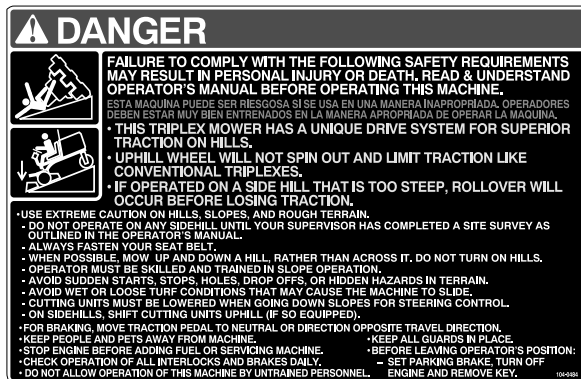 DANGER
FAILURE TO COMPLY WITH THE FOLLOWING SAFETY REQUIREMENTS
MAY RESULT IN PERSONAL INJURY OR DEATH. READ & UNDERSTAND
OPERATOR'S MANUAL BEFORE OPERATING THIS MACHINE.
ESTA MAQUINA PUEDE SER RIESGOSA SI SE USA EN UNA MANERA INAPROPRIADA. OPERADORES
DEBEN ESTAR MUY BIEN ENTRENADOS EN LA MANERA APROPRIADA DE OPERAR LA MAQUINA.
• THIS TRIPLEX MOWER HAS A UNIQUE DRIVE SYSTEM FOR SUPERIOR
TRACTION ON HILLS.
• UPHILL WHEEL WILL NOT SPIN OUT AND LIMIT TRACTION LIKE
CONVENTIONAL TRIPLEXES.
• IF OPERATED ON A SIDE HILL THAT IS TOO STEEP, ROLLOVER WILL
OCCUR BEFORE LOSING TRACTION.
•USE EXTREME CAUTION ON HILLS, SLOPES, AND ROUGH TERRAIN.
- DO NOT OPERATE ON ANY SIDEHILL UNTIL YOUR SUPERVISOR HAS COMPLETED A SITE SURVEY AS
OUTLINED IN THE OPERATOR'S MANUAL.
- ALWAYS FASTEN YOUR SEAT BELT.
- WHEN POSSIBLE, MOW UP AND DOWN A HILL, RATHER THAN ACROSS IT. DO NOT TURN ON HILLS.
- OPERATOR MUST BE SKILLED AND TRAINED IN SLOPE OPERATION.
- AVOID SUDDEN STARTS, STOPS, HOLES, DROP OFFS, OR HIDDEN HAZARDS IN TERRAIN.
- AVOID WET OR LOOSE TURF CONDITIONS THAT MAY CAUSE THE MACHINE TO SLIDE.
- CUTTING UNITS MUST BE LOWERED WHEN GOING DOWN SLOPES FOR STEERING CONTROL.
- ON SIDEHILLS, SHIFT CUTTING UNITS UPHILL (IF SO EQUIPPED).
•FOR BRAKING, MOVE TRACTION PEDAL TO NEUTRAL OR DIRECTION OPPOSITE TRAVEL DIRECTION.
•KEEP PEOPLE AND PETS AWAY FROM MACHINE.
•STOP ENGINE BEFORE ADDING FUEL OR SERVICING MACHINE.
•CHECK OPERATION OF ALL INTERLOCKS AND BRAKES DAILY.
•DO NOT ALLOW OPERATION OF THIS MACHINE BY UNTRAINED PERSONNEL.
•KEEP ALL GUARDS IN PLACE.
•BEFORE LEAVING OPERATOR'S POSITION:
– SET PARKING BRAKE, TURN OFF
ENGINE AND REMOVE KEY.
104-9484